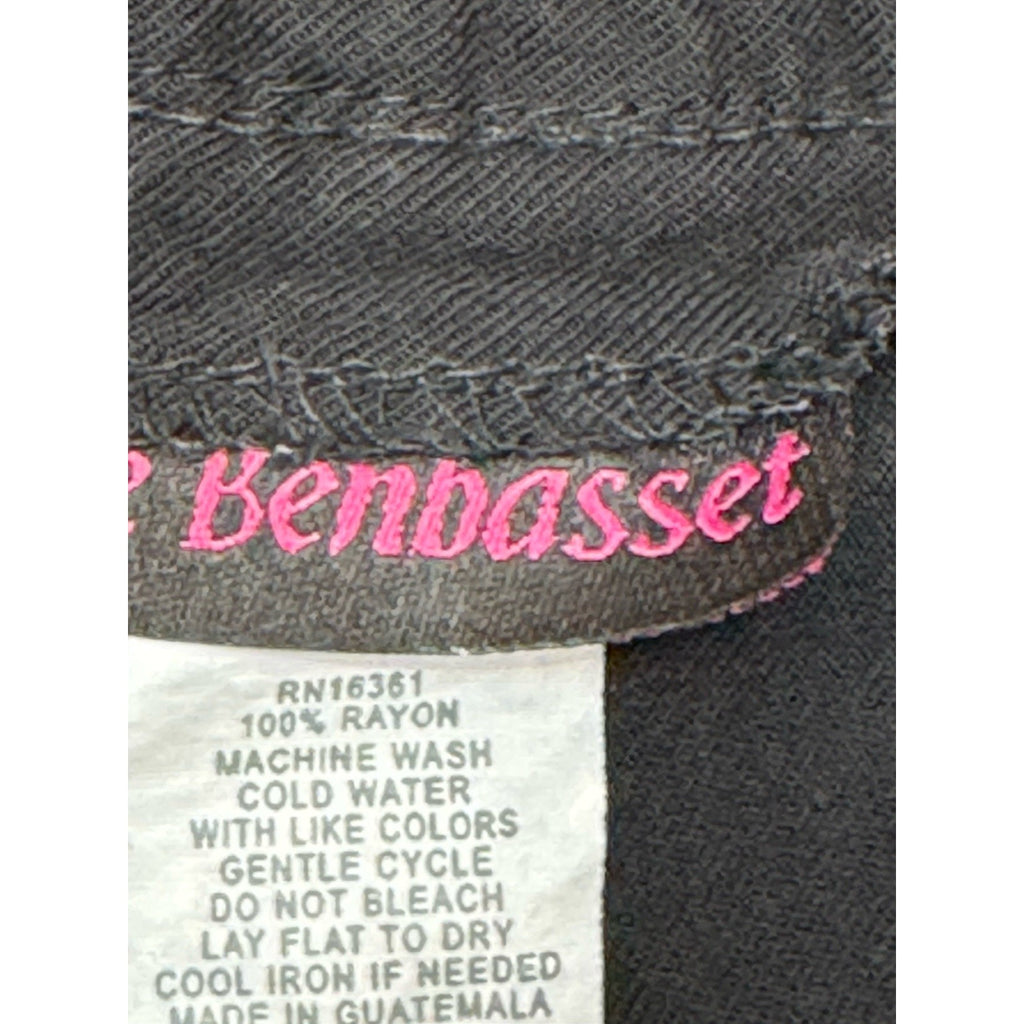 e Benbasset
RN16361
100% RAYON
MACHINE WASH
COLD WATER
WITH LIKE COLORS
GENTLE CYCLE
DO NOT BLEACH
LAY FLAT TO DRY
COOL IRON IF NEEDED
MADE IN GUATEMALA